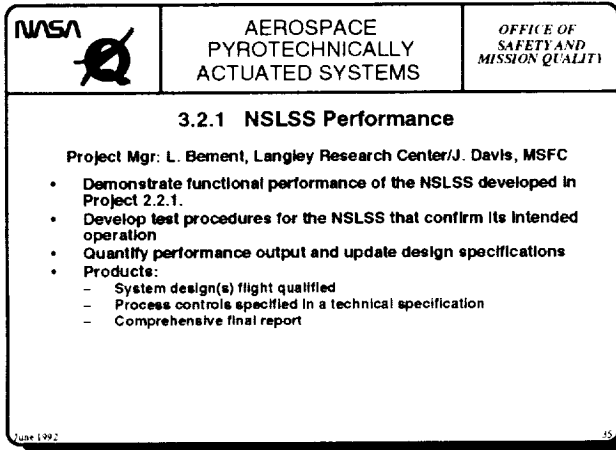 NASA
Q
AEROSPACE
PYROTECHNICALLY
ACTUATED SYSTEMS
OFFICE OF
SAFETY AND
MISSION QUALITY
3.2.1 NSLSS Performance
Project Mgr: L. Bement, Langley Research Center/J. Davis, MSFC
• Demonstrate functional performance of the NSLSS developed in
Project 2.2.1.
• Develop test procedures for the NSLSS that confirm its intended
operation
• Quantify performance output and update design specifications
• Products:
– System design(s) flight qualified
– Process controls specified in a technical specification
– Comprehensive final report
June 1992
35